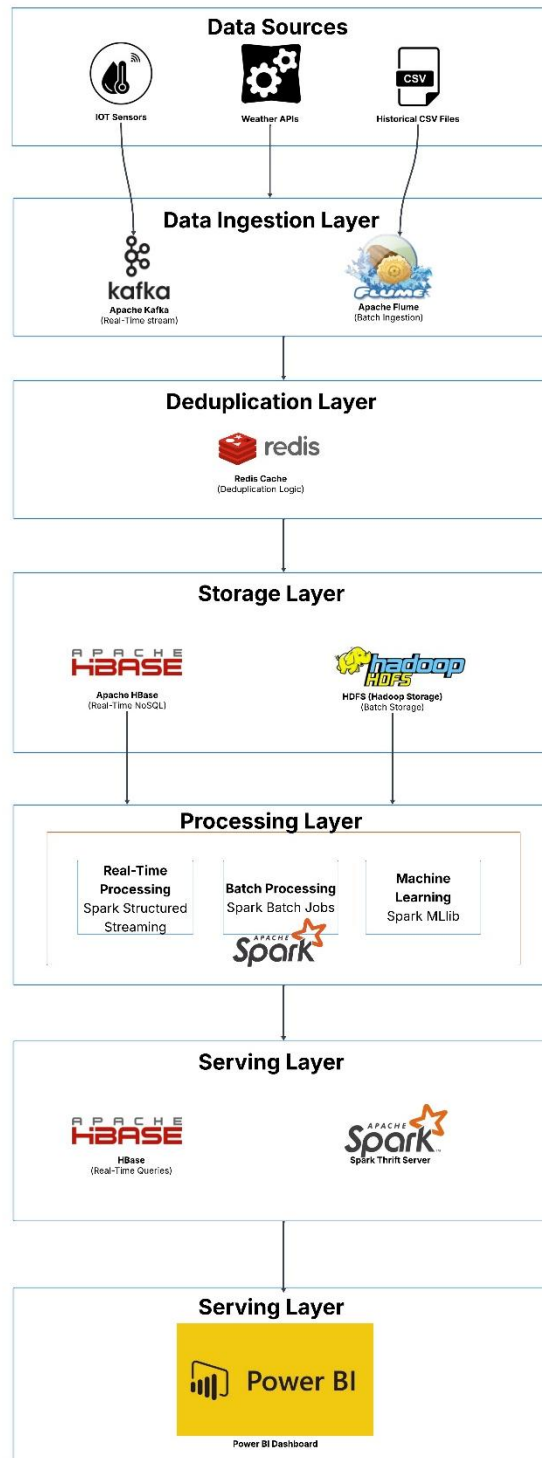 Data Sources
CSV
IOT Sensors
Weather APIs
Historical CSV Files
Data Ingestion Layer
kafka
Apache Kafka
(Real-Time stream)
FLUME
Apache Flume
(Batch Ingestion)
Deduplication Layer
redis
Redis Cache
(Deduplication Logic)
Storage Layer
APACHE
HBASE
Apache HBase
(Real-Time NoSQL)
hadoop
HDFS
HDFS (Hadoop Storage)
(Batch Storage)
Processing Layer
Real-Time
Processing
Spark Structured
Streaming
Batch Processing
Spark Batch Jobs
Machine
Learning
Spark MLlib
APACHE
Spark
Serving Layer
APACHE
HBASE
HBase
(Real-Time Queries)
APACHE
Spark
Spark Thrift Server
Serving Layer
Power BI
Power BI Dashboard